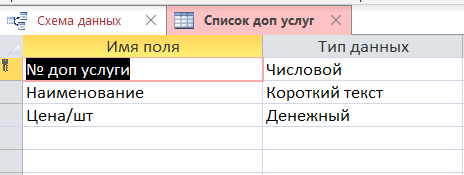 Схема данных Список доп услуг
Имя поля Тип данных
№ доп услуги Числовой
Наименование Короткий текст
Цена/шт Денежный